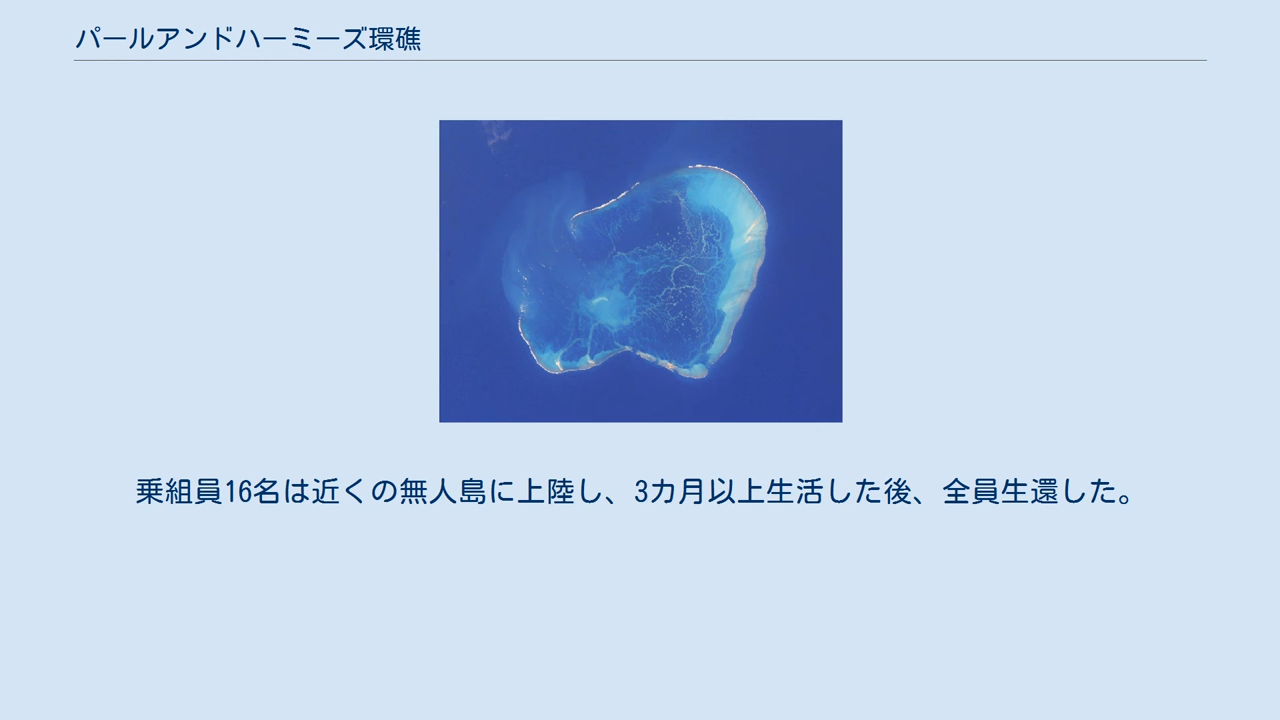 パールアンドハーミーズ環礁
乗組員16名は近くの無人島に上陸し、3カ月以上生活した後、全員生還した。